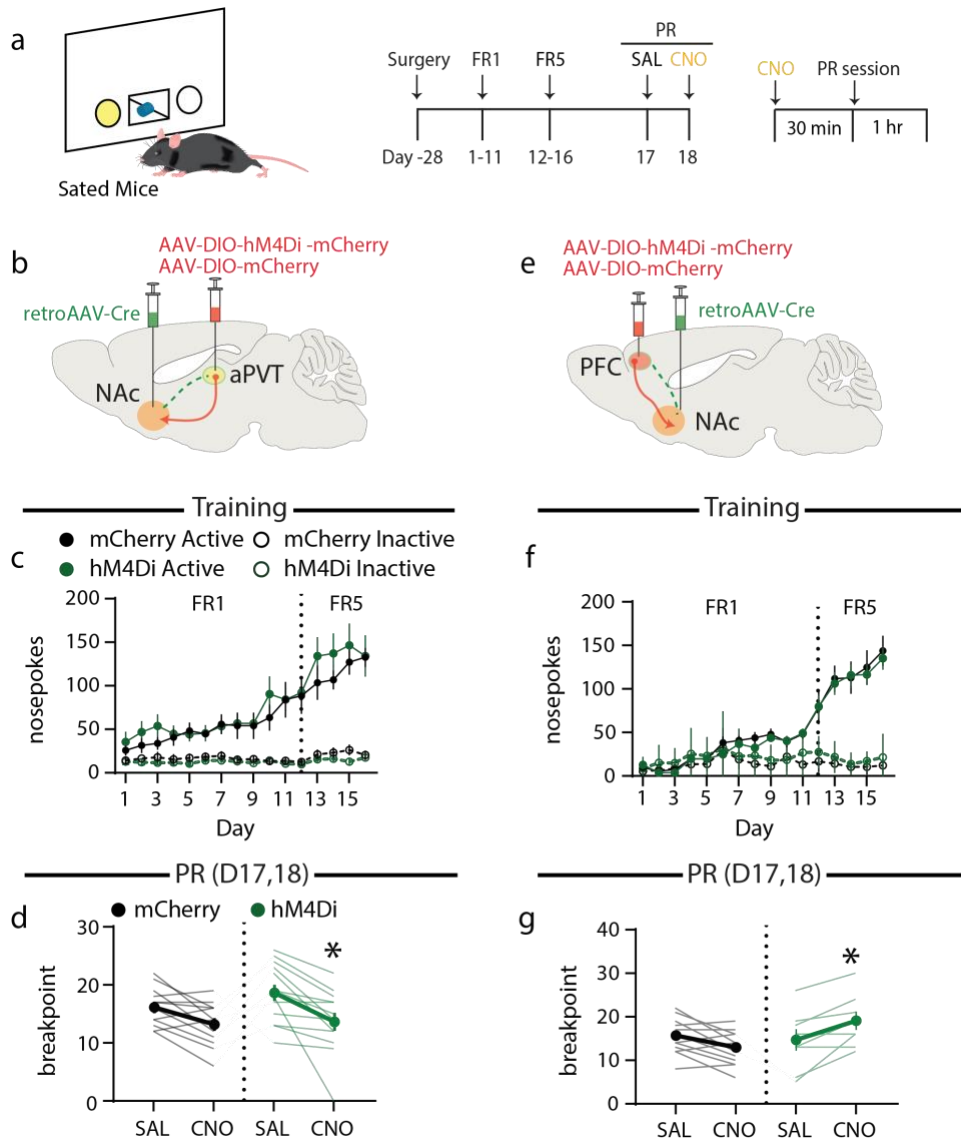 a
Sated Mice
PR
Surgery FR1 FR5 SAL CNO
Day -28 1-11 12-16 17 18
CNO PR session
30 min 1 hr
b
AAV-DIO-hM4Di -mCherry
AAV-DIO-mCherry
retroAAV-Cre
NAc
aPVT
e
AAV-DIO-hM4Di -mCherry
AAV-DIO-mCherry
retroAAV-Cre
PFC
NAc
Training
mCherry Active mCherry Inactive
hM4Di Active hM4Di Inactive
c
FR1 FR5
200
150
100
50
0
nosepokes
1 3 5 7 9 11 13 15
Day
Training
f
FR1 FR5
200
150
100
50
0
nosepokes
1 3 5 7 9 11 13 15
Day
PR (D17,18)
d
mCherry hM4Di
30
20
10
0
breakpoint
*
SAL CNO SAL CNO
PR (D17,18)
g
40
30
20
10
0
breakpoint
*
SAL CNO SAL CNO